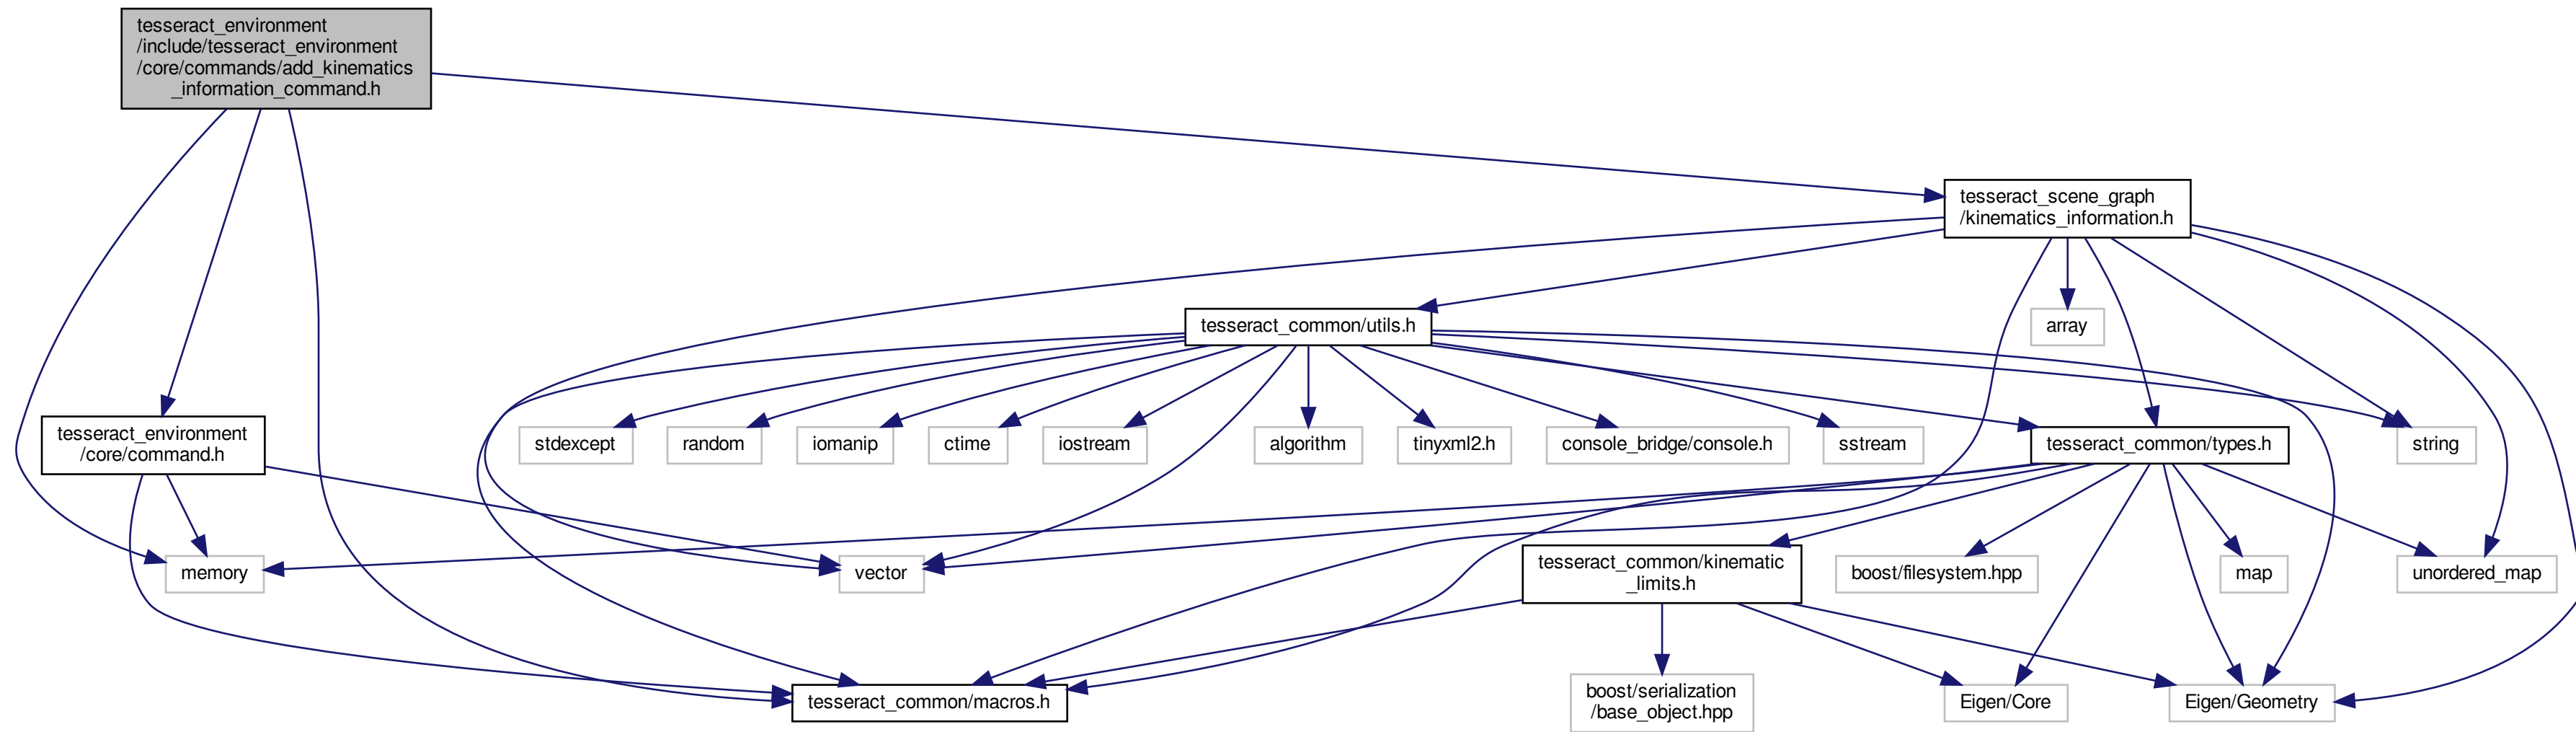 tesseract_environment
/include/tesseract_environment
/core/commands/add_kinematics
_information_command.h
tesseract_scene_graph
/kinematics_information.h
tesseract_common/utils.h
array
tesseract_environment
/core/command.h
stdexcept
random
iomanip
ctime
iostream
algorithm
tinyxml2.h
console_bridge/console.h
sstream
tesseract_common/types.h
string
memory
vector
tesseract_common/kinematic
_limits.h
boost/filesystem.hpp
map
unordered_map
tesseract_common/macros.h
boost/serialization
/base_object.hpp
Eigen/Core
Eigen/Geometry